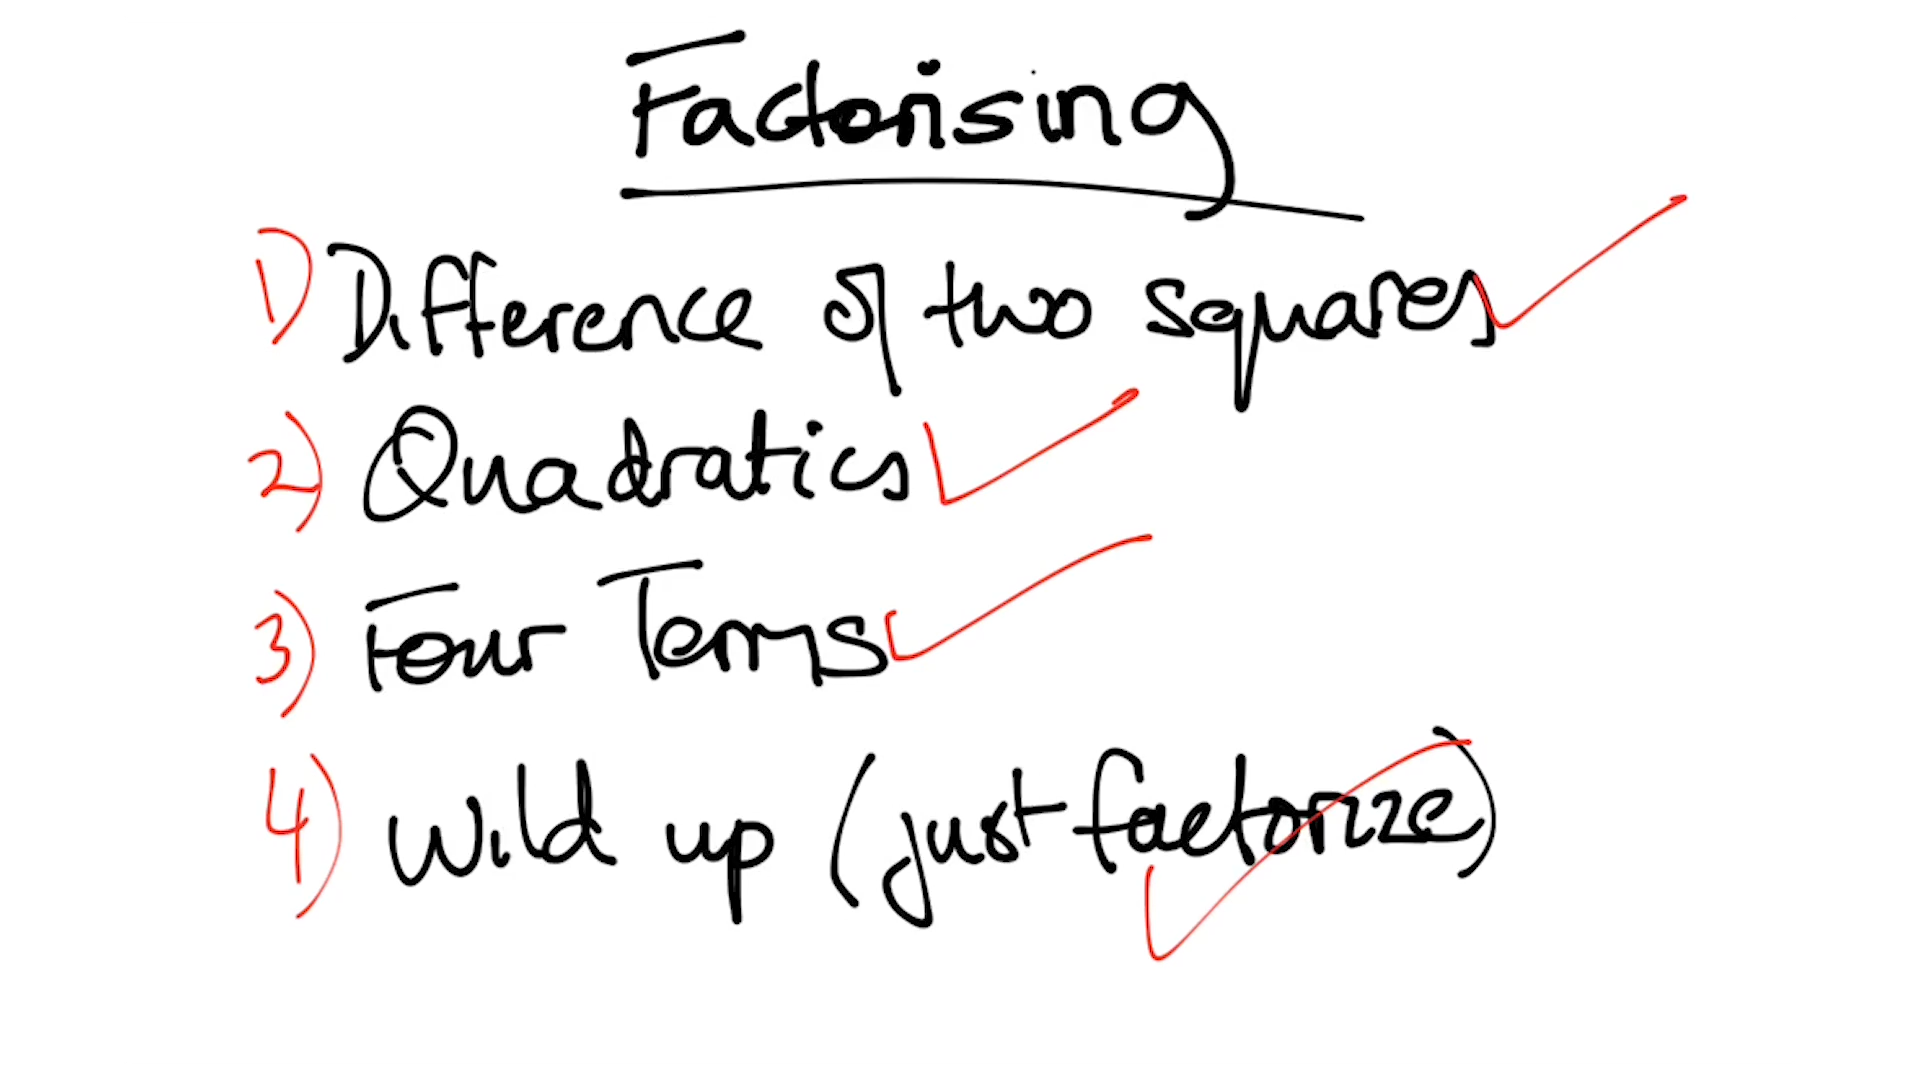 Factorising
1) Difference of two squares
2) Quadratics
3) Four Terms
4) Wild up (just factorize)